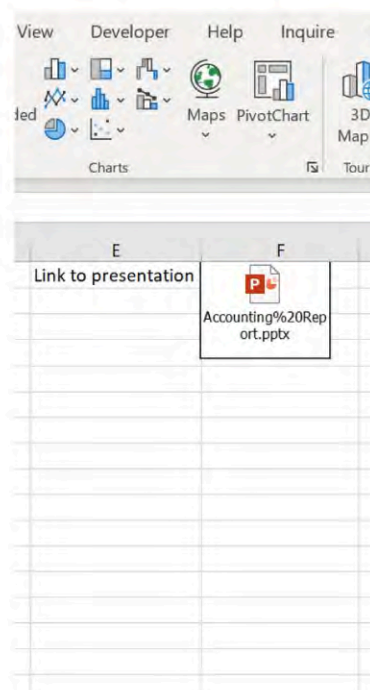 View Developer Help Inquire
ded
Maps PivotChart 3D
Map
Charts Tour
E F
Link to presentation
P
Accounting%20Rep
ort.pptx